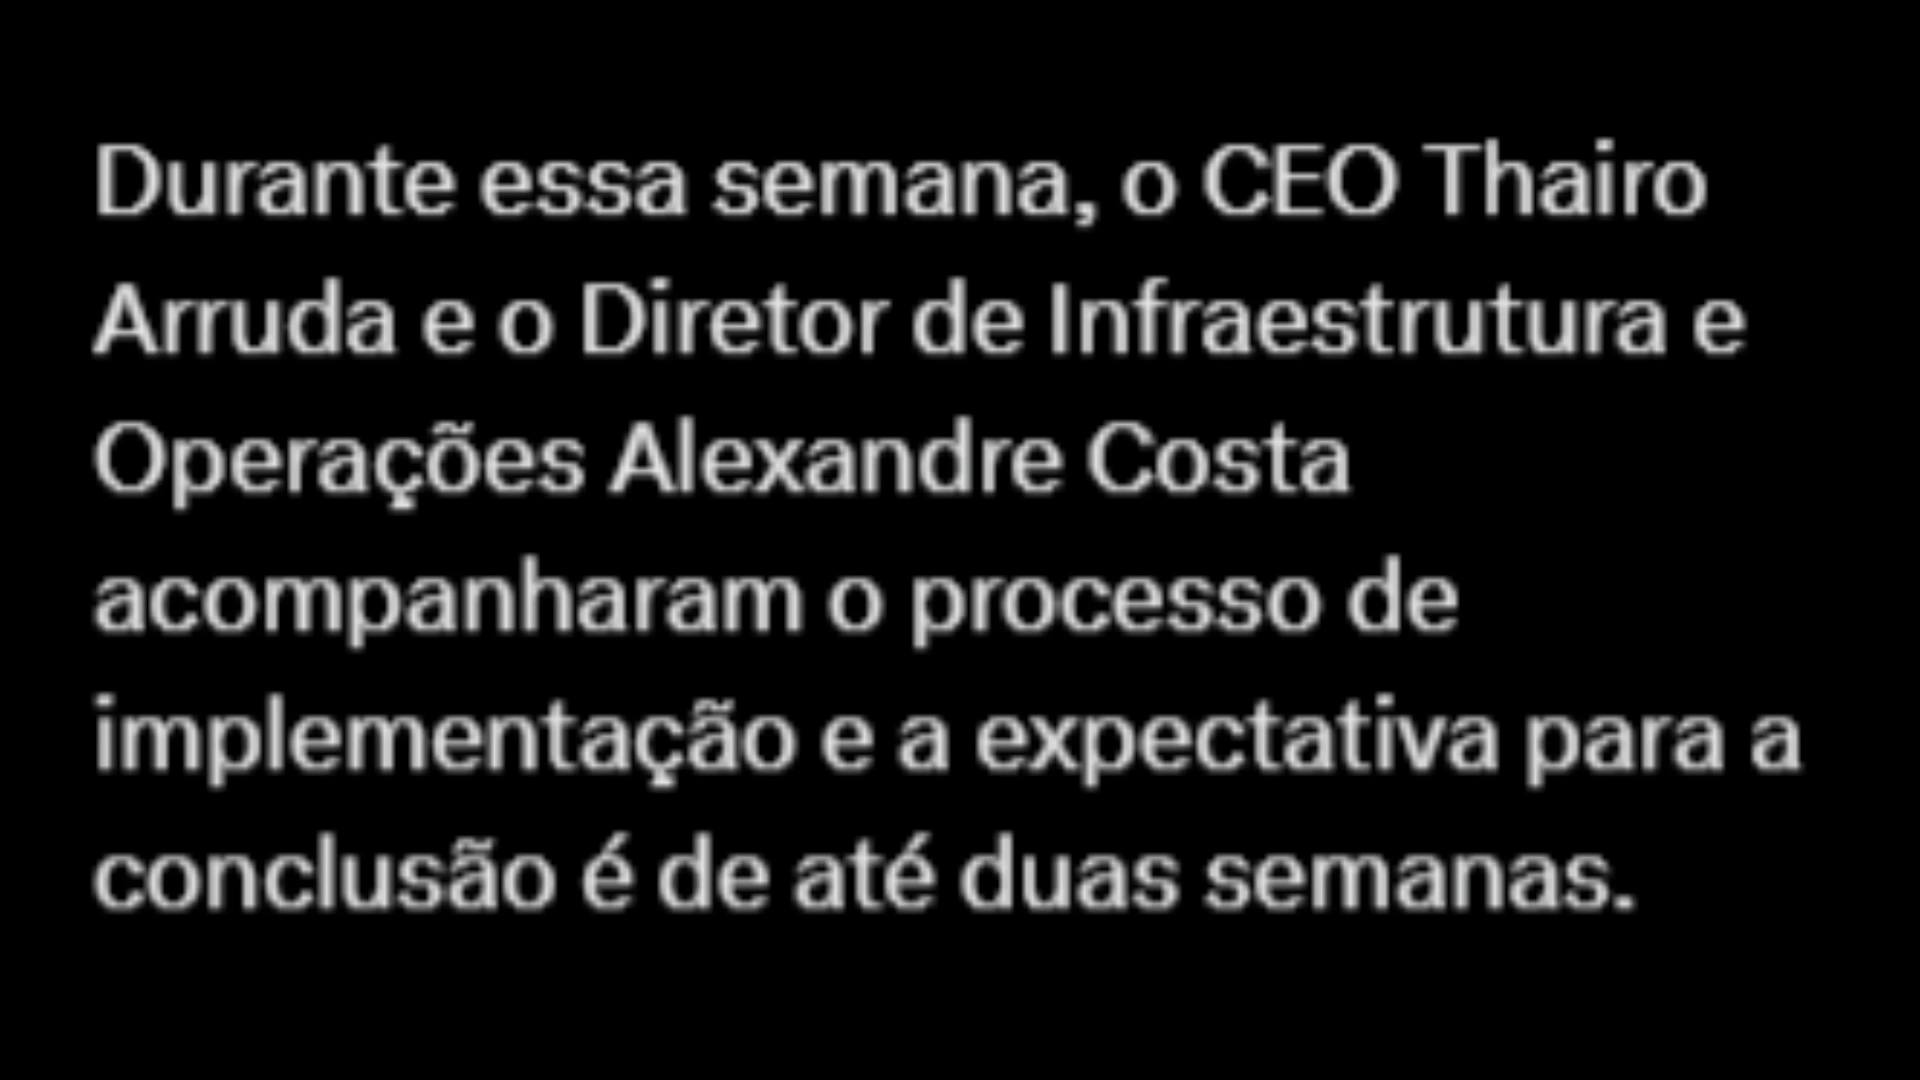 Durante essa semana, o CEO Thairo
Arruda e o Diretor de Infraestrutura e
Operações Alexandre Costa
acompanharam o processo de
implementação e a expectativa para a
conclusão é de até duas semanas.